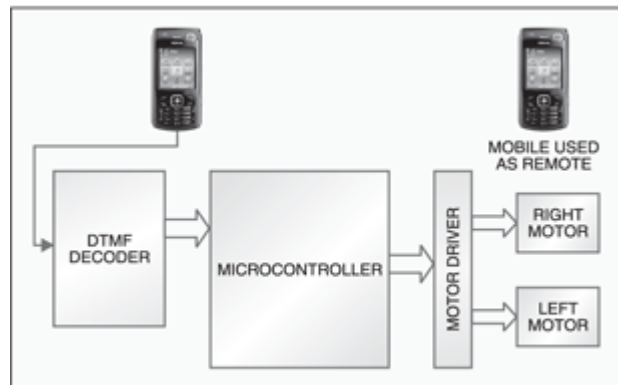 MOBILE USED
AS REMOTE
DTMF
DECODER
MICROCONTROLLER
MOTOR DRIVER
RIGHT
MOTOR
LEFT
MOTOR